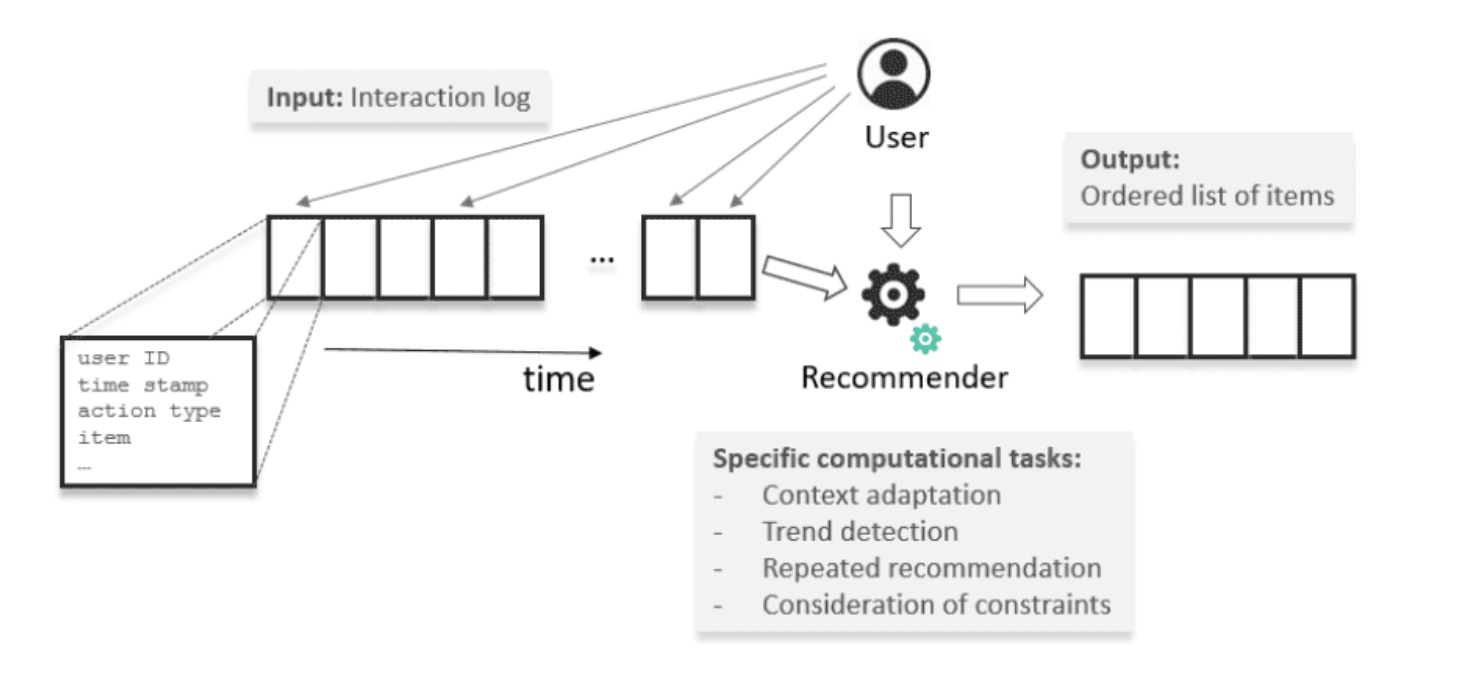 Input: Interaction log
User
Output:
Ordered list of items
...
user ID
time stamp
action type
item
…
time
Recommender
Specific computational tasks:
- Context adaptation
- Trend detection
- Repeated recommendation
- Consideration of constraints